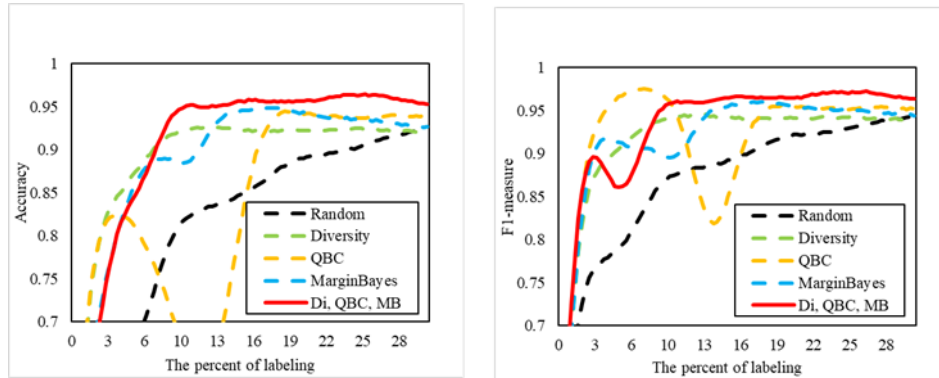 1
0.95
0.9
0.85
0.8
0.75
0.7
Accuracy
0 3 6 10 13 16 19 22 25 28
The percent of labeling
Random
Diversity
QBC
MarginBayes
Di, QBC, MB
1
0.95
0.9
0.85
0.8
0.75
0.7
F1-measure
0 3 6 10 13 16 19 22 25 28
The percent of labeling
Random
Diversity
QBC
MarginBayes
Di, QBC, MB